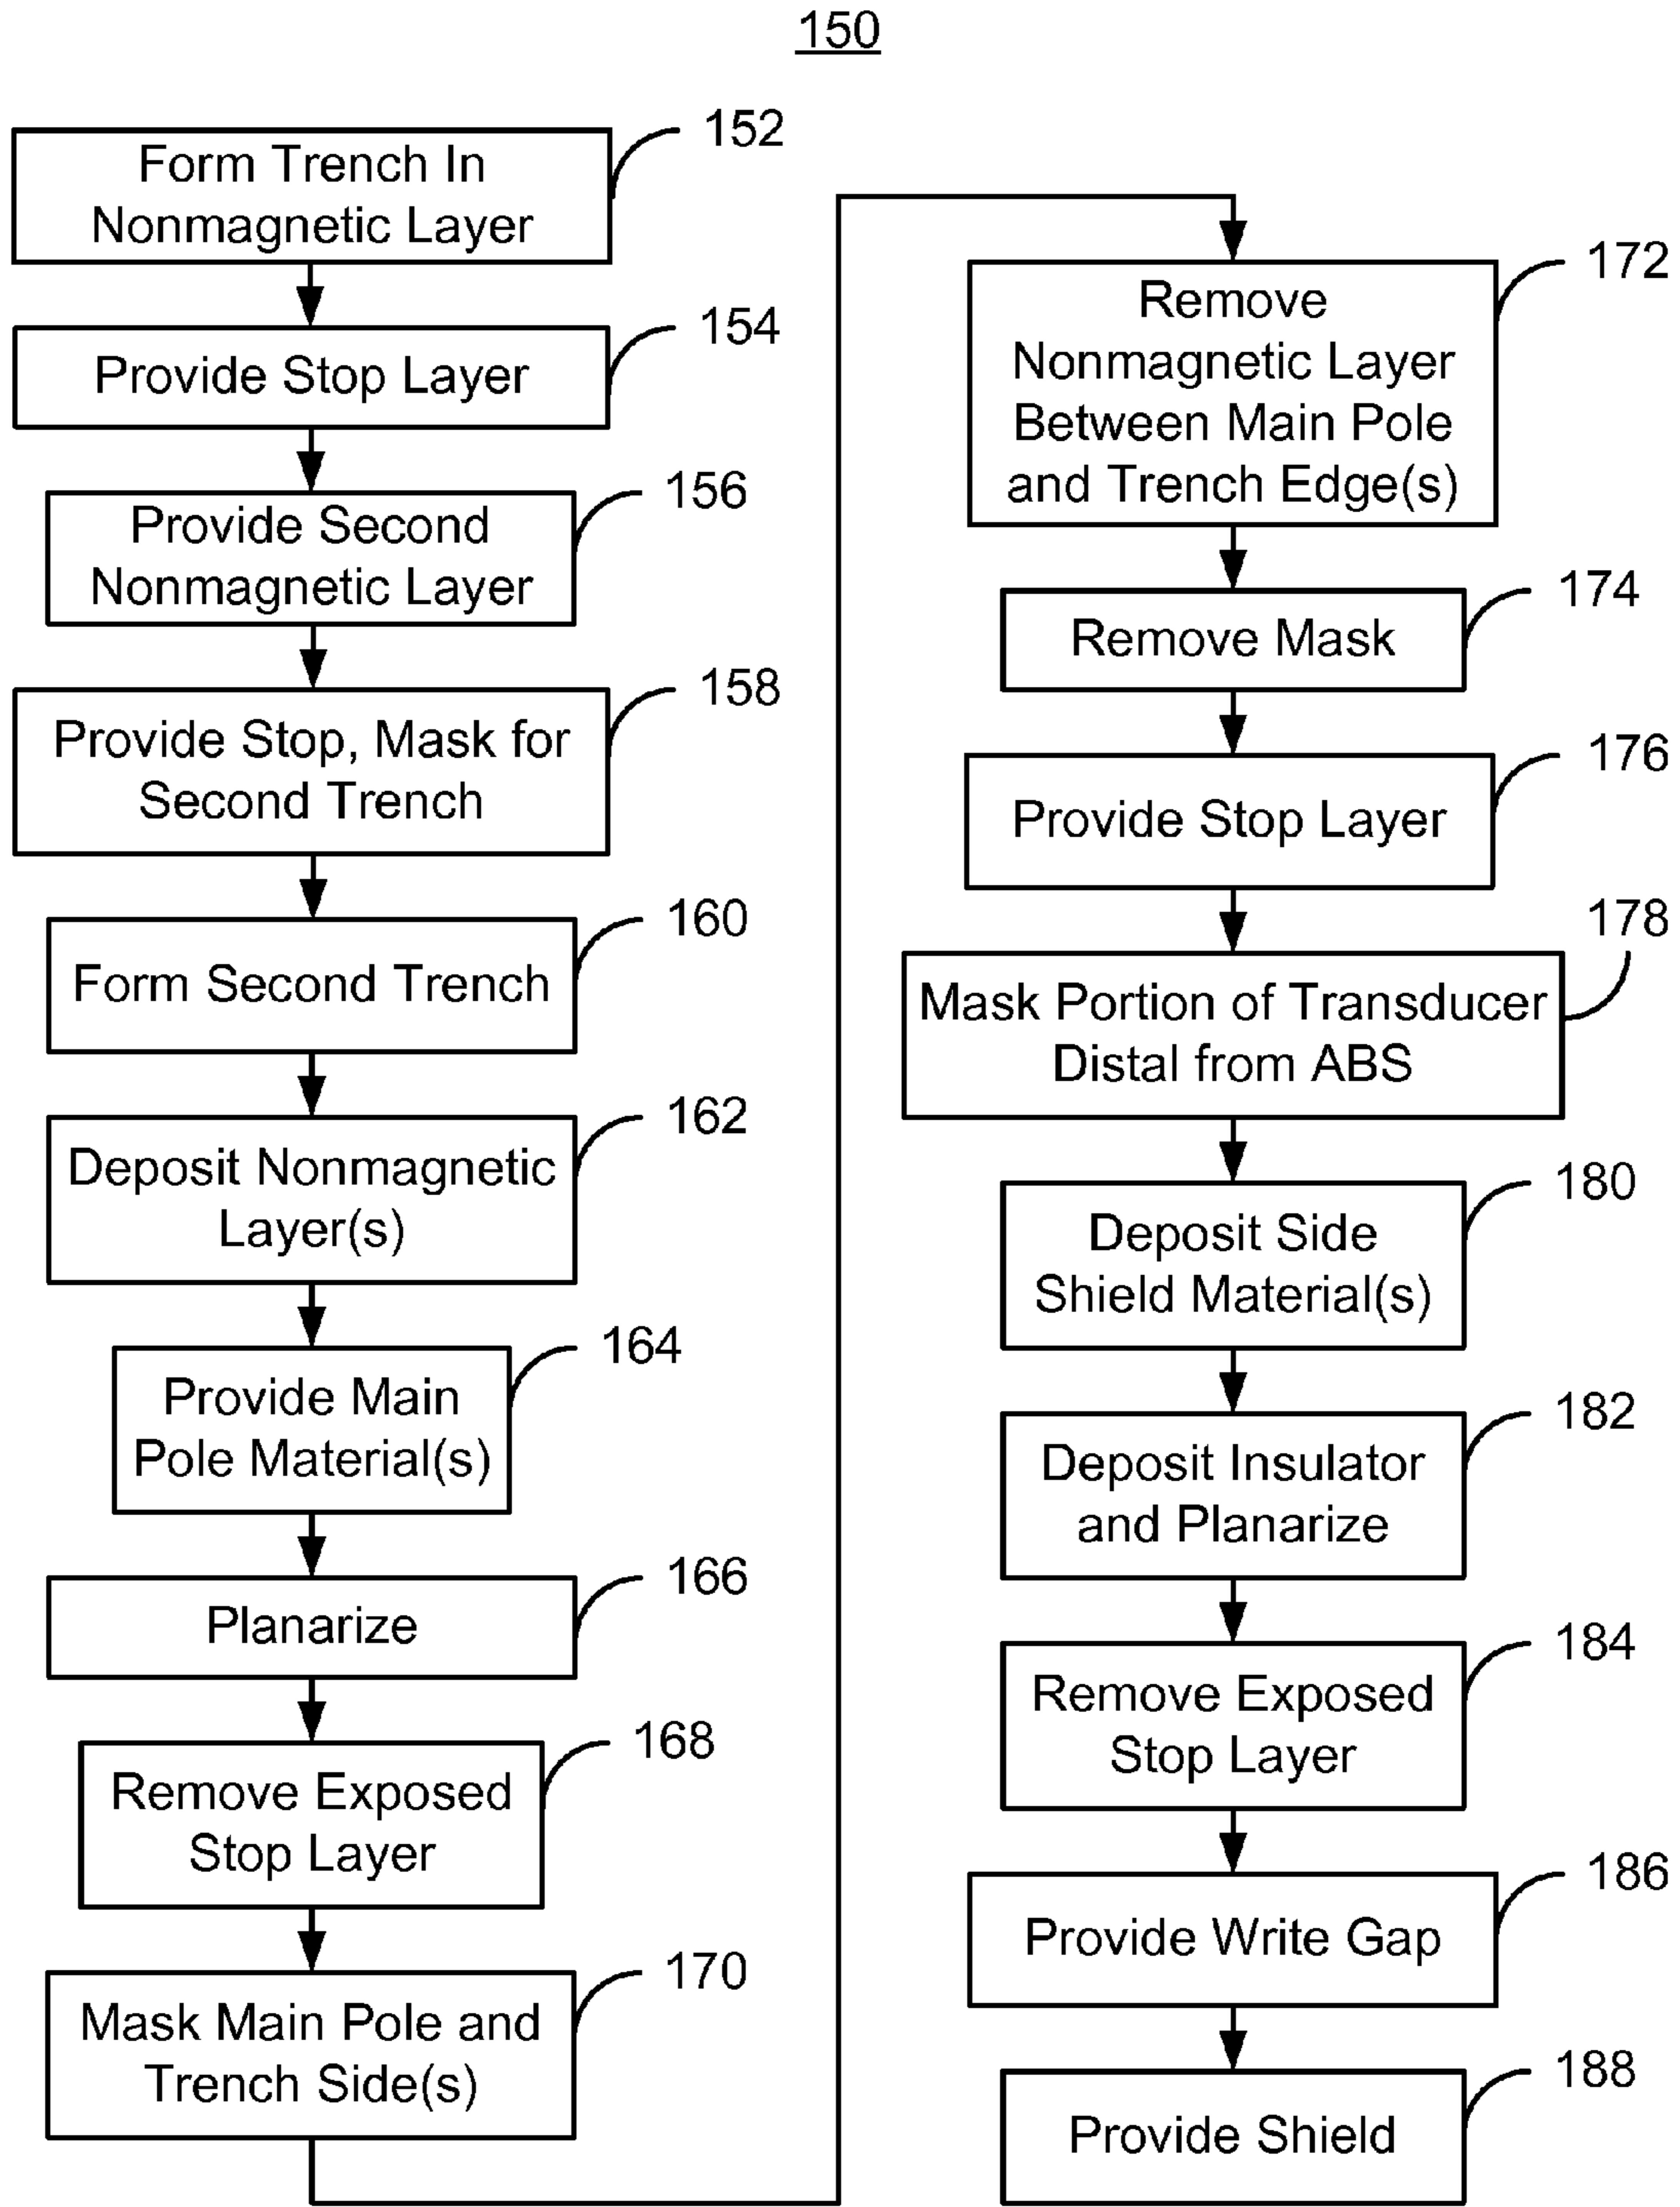 150
152
Form Trench In
Nonmagnetic Layer
154
Provide Stop Layer
156
Provide Second
Nonmagnetic Layer
158
Provide Stop, Mask for
Second Trench
160
Form Second Trench
162
Deposit Nonmagnetic
Layer(s)
164
Provide Main
Pole Material(s)
166
Planarize
168
Remove Exposed
Stop Layer
170
Mask Main Pole and
Trench Side(s)
172
Remove
Nonmagnetic Layer
Between Main Pole
and Trench Edge(s)
174
Remove Mask
176
Provide Stop Layer
178
Mask Portion of Transducer
Distal from ABS
180
Deposit Side
Shield Material(s)
182
Deposit Insulator
and Planarize
184
Remove Exposed
Stop Layer
186
Provide Write Gap
188
Provide Shield